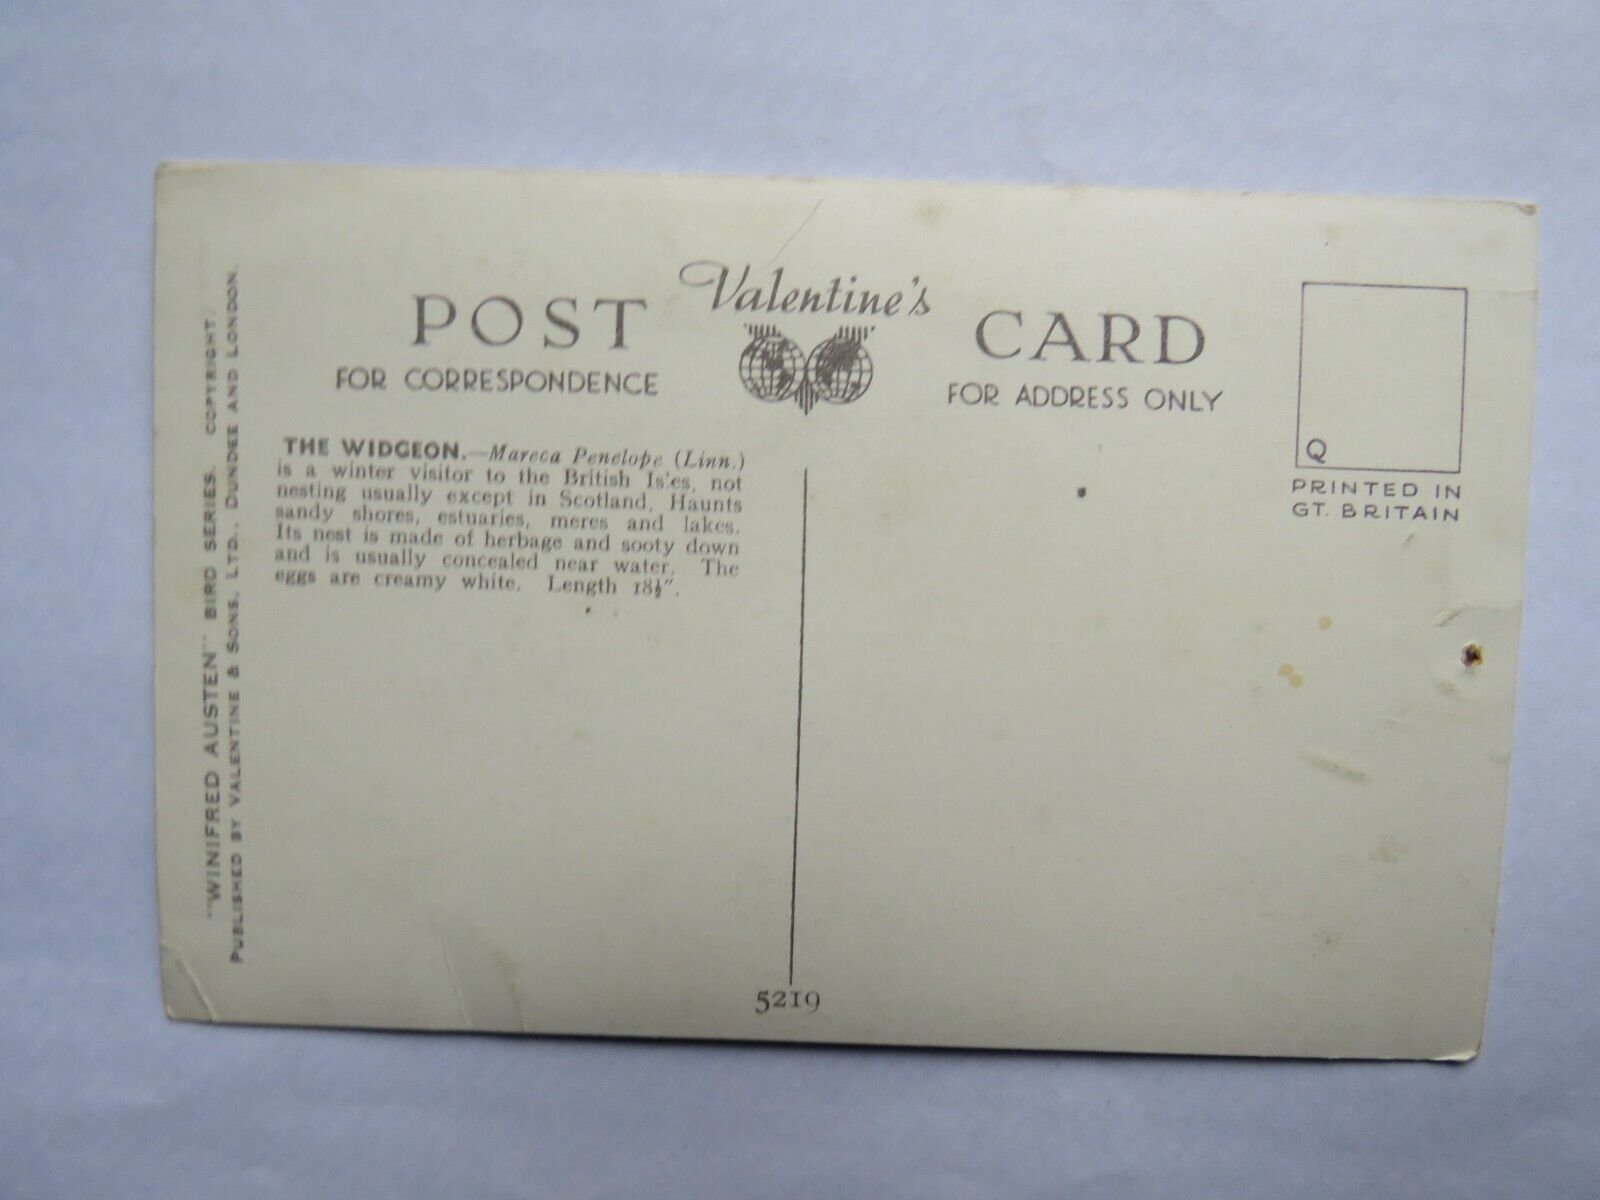 "WINIFRED AUSTEN" BIRD SERIES. COPYRIGHT.
PUBLISHED BY VALENTINE & SONS, LTD., DUNDEE AND LONDON.
POST Valentine's CARD
FOR CORRESPONDENCE
FOR ADDRESS ONLY
THE WIDGEON.—Mareca Penelope (Linn.)
is a winter visitor to the British Isles, not
nesting usually except in Scotland. Haunts
sandy shores, estuaries, meres and lakes.
Its nest is made of herbage and sooty down
and is usually concealed near water. The
eggs are creamy white. Length 18½".
Q
PRINTED IN
GT. BRITAIN
5219